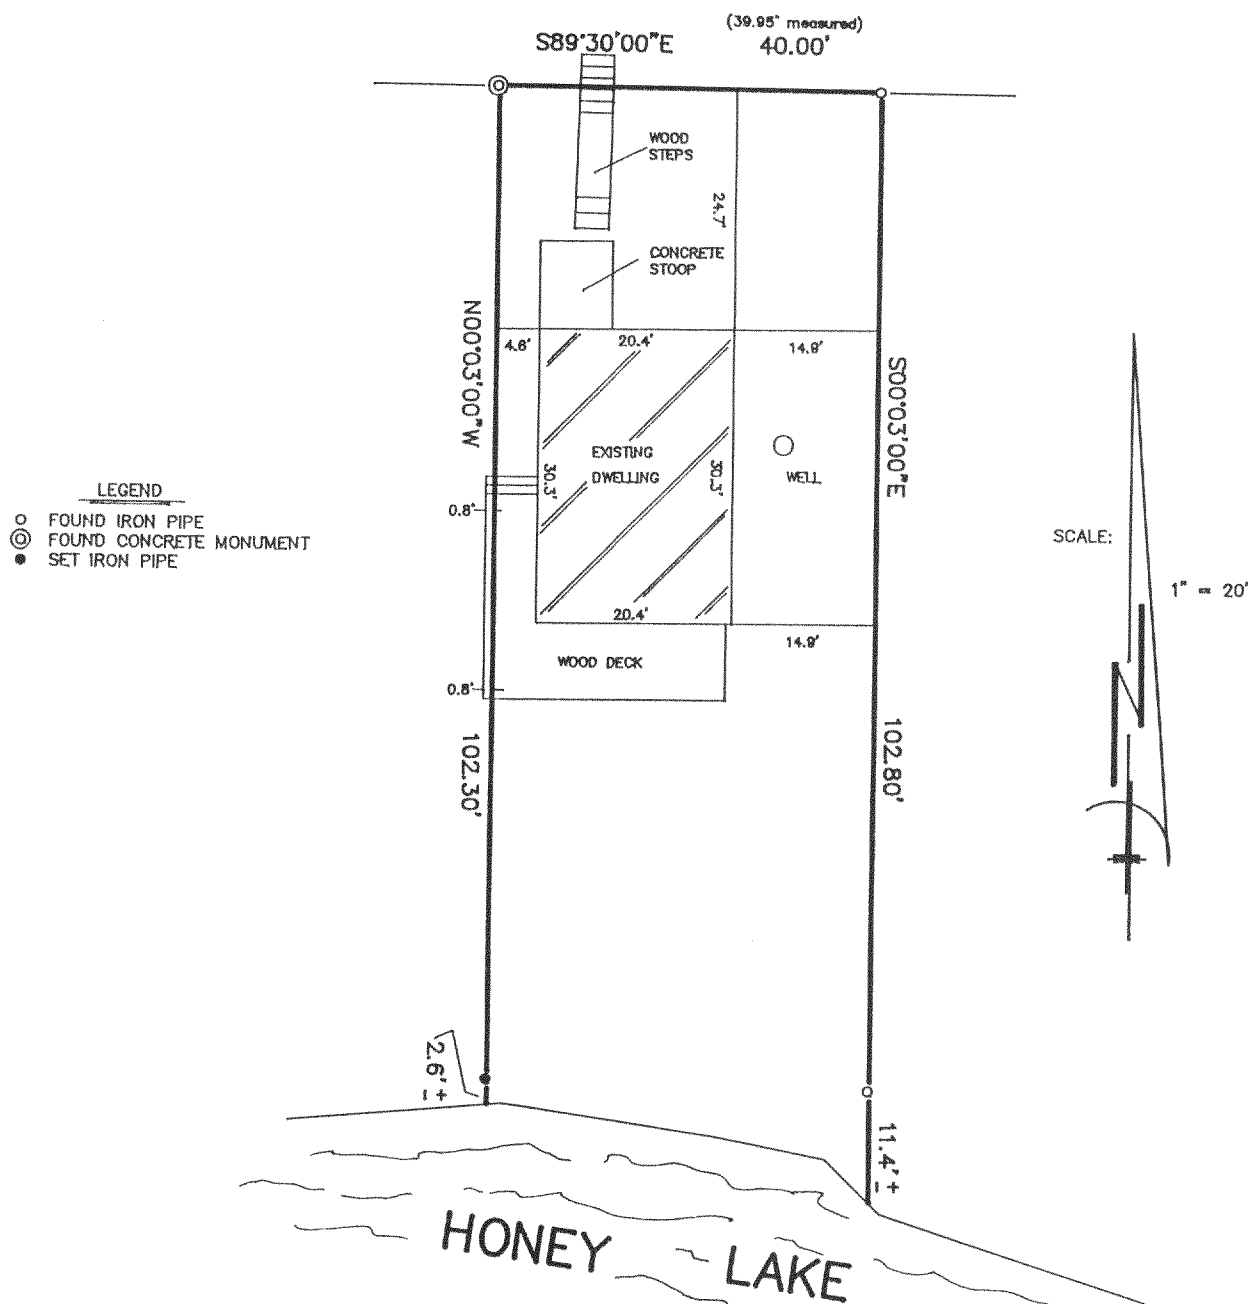 (39.95" measured)
S89°30'00"E
40.00'
WOOD
STEPS
24.7'
CONCRETE
STOOP
N00°03'00"W
4.6'
20.4'
14.9'
S00°03'00"E
EXISTING
DWELLING
30.3'
30.3'
WELL
0.8'
LEGEND
FOUND IRON PIPE
FOUND CONCRETE MONUMENT
SET IRON PIPE
SCALE:
1" = 20'
N
20.4'
14.9'
WOOD DECK
0.8'
102.30'
102.80'
2.6'±
11.4'±
HONEY LAKE